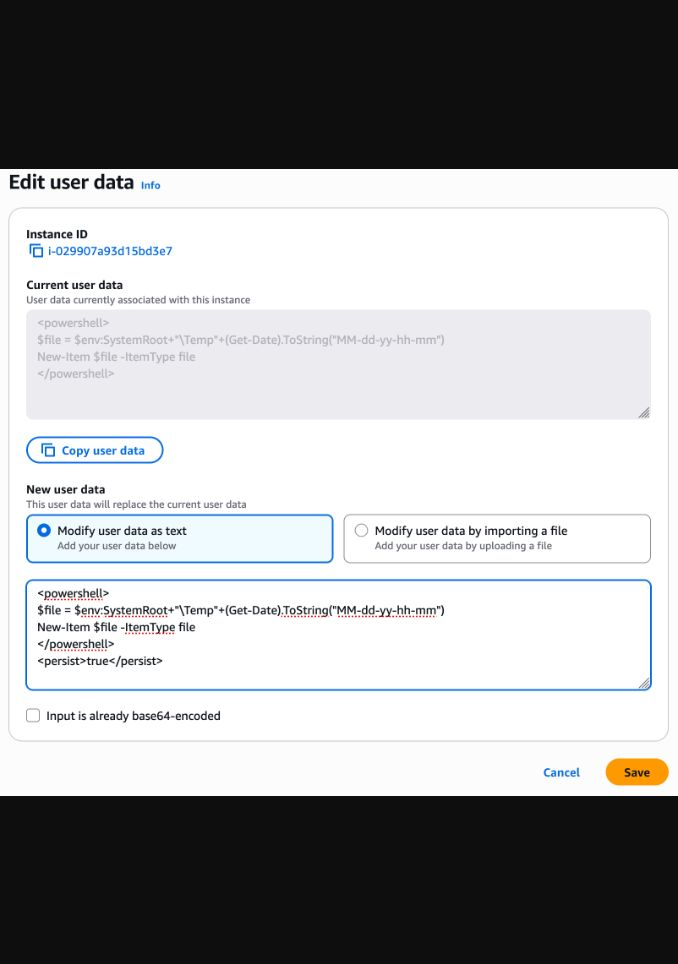 Edit user data Info
Instance ID
i-029907a93d15bd3e7
Current user data
User data currently associated with this instance
<powershell>
$file = $env:SystemRoot+"\Temp"+(Get-Date).ToString("MM-dd-yy-hh-mm")
New-Item $file -ItemType file
</powershell>
Copy user data
New user data
This user data will replace the current user data
Modify user data as text
Add your user data below
Modify user data by importing a file
Add your user data by uploading a file
<powershell>
$file = $env:SystemRoot+"\Temp"+(Get-Date).ToString("MM-dd-yy-hh-mm")
New-Item $file -ItemType file
</powershell>
<persist>true</persist>
Input is already base64-encoded
Cancel Save